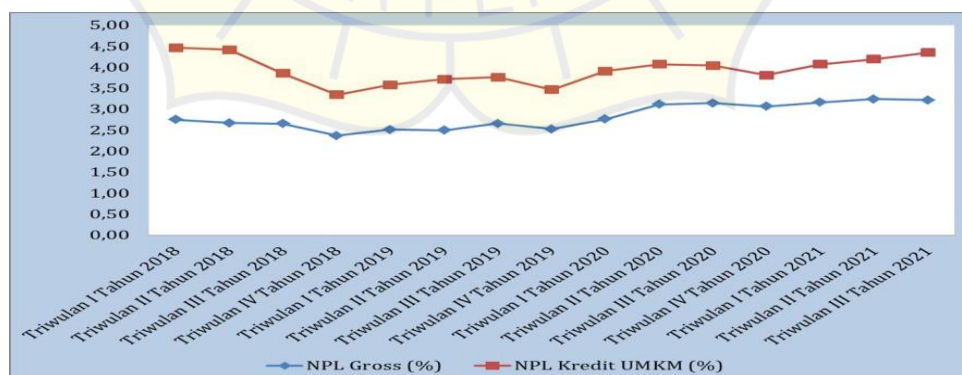 5,00
4,50
4,00
3,50
3,00
2,50
2,00
1,50
1,00
0,50
0,00
Triwulan I Tahun 2018
Triwulan II Tahun 2018
Triwulan III Tahun 2018
Triwulan IV Tahun 2018
Triwulan I Tahun 2019
Triwulan II Tahun 2019
Triwulan III Tahun 2019
Triwulan IV Tahun 2019
Triwulan I Tahun 2020
Triwulan II Tahun 2020
Triwulan III Tahun 2020
Triwulan IV Tahun 2020
Triwulan I Tahun 2021
Triwulan II Tahun 2021
Triwulan III Tahun 2021
NPL Gross (%) NPL Kredit UMKM (%)